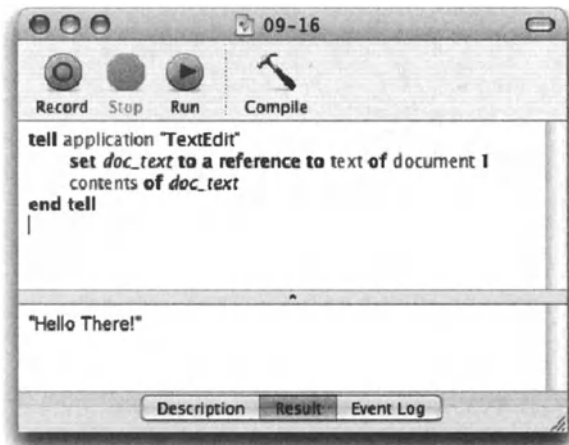 09-16
Record Stop Run Compile
tell application "TextEdit"
set doc_text to a reference to text of document 1
contents of doc_text
end tell
"Hello There!"
Description Result Event Log